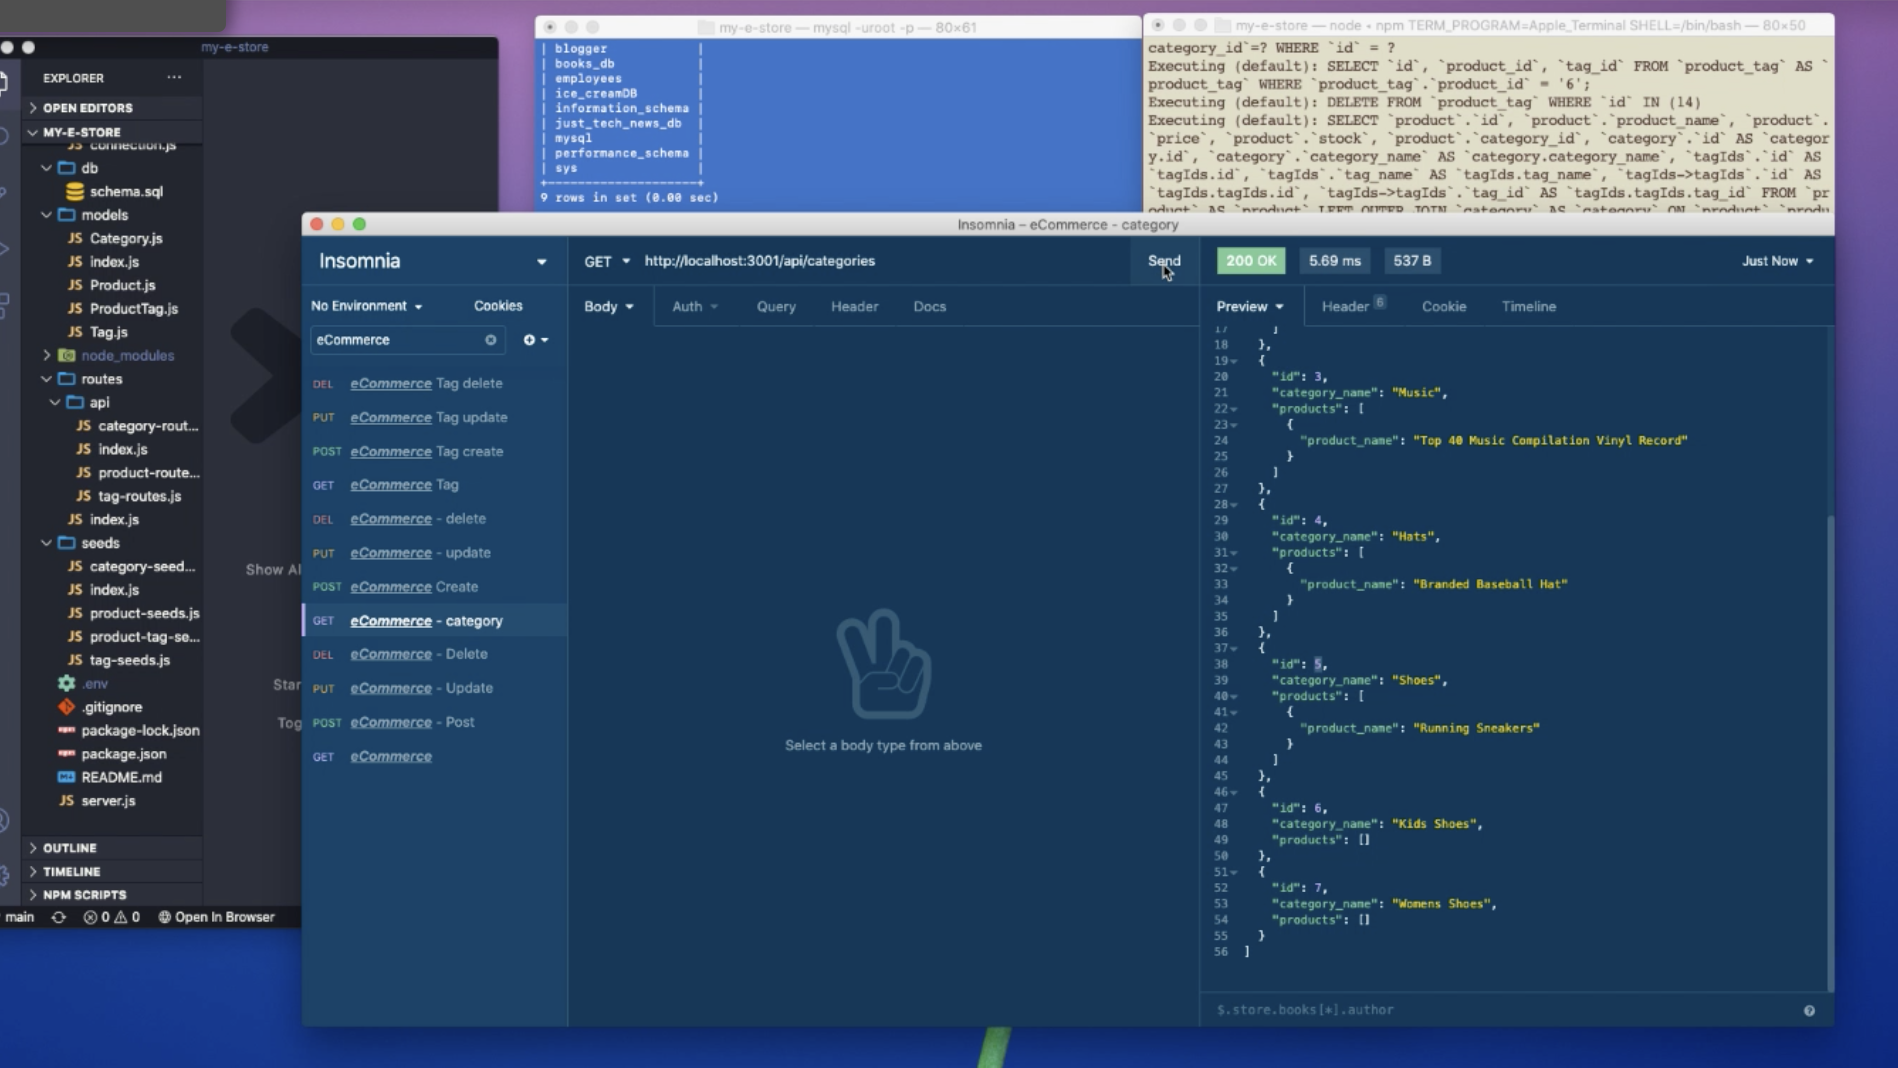 my-e-store
EXPLORER
OPEN EDITORS
MY-E-STORE
JS connection.js
db
schema.sql
models
JS Category.js
JS index.js
JS Product.js
JS ProductTag.js
JS Tag.js
node_modules
routes
api
JS category-rout...
JS index.js
JS product-route...
JS tag-routes.js
JS index.js
seeds
JS category-seed...
JS index.js
JS product-seeds.js
JS product-tag-se...
JS tag-seeds.js
.env
.gitignore
package-lock.json
package.json
README.md
JS server.js
OUTLINE
TIMELINE
NPM SCRIPTS
main 0 0 Open In Browser
Show Al
Star
Tog
my-e-store — mysql -uroot -p — 80×61
| blogger |
| books_db |
| employees |
| ice_creamDB |
| information_schema |
| just_tech_news_db |
| mysql |
| performance_schema |
| sys |
+--------------------+
9 rows in set (0.00 sec)
my-e-store — node • npm TERM_PROGRAM=Apple_Terminal SHELL=/bin/bash — 80×50
category_id`=? WHERE `id` = ?
Executing (default): SELECT `id`, `product_id`, `tag_id` FROM `product_tag` AS `
product_tag` WHERE `product_tag`.`product_id` = '6';
Executing (default): DELETE FROM `product_tag` WHERE `id` IN (14)
Executing (default): SELECT `product`.`id`, `product`.`product_name`, `product`.
`price`, `product`.`stock`, `product`.`category_id`, `category`.`id` AS `categor
y.id`, `category`.`category_name` AS `category.category_name`, `tagIds`.`id` AS
`tagIds.id`, `tagIds`.`tag_name` AS `tagIds.tag_name`, `tagIds->tagIds`.`id` AS
`tagIds.tagIds.id`, `tagIds->tagIds`.`tag_id` AS `tagIds.tagIds.tag_id` FROM `pr
oduct` AS `product` LEFT OUTER JOIN `category` AS `category` ON `product`.`produ
Insomnia – eCommerce - category
Insomnia
No Environment Cookies
eCommerce
DEL eCommerce Tag delete
PUT eCommerce Tag update
POST eCommerce Tag create
GET eCommerce Tag
DEL eCommerce - delete
PUT eCommerce - update
POST eCommerce Create
GET eCommerce - category
DEL eCommerce - Delete
PUT eCommerce - Update
POST eCommerce - Post
GET eCommerce
GET http://localhost:3001/api/categories Send
Body Auth Query Header Docs
Select a body type from above
200 OK 5.69 ms 537 B Just Now
Preview Header 6 Cookie Timeline
17 ]
18 },
19 {
20 "id": 3,
21 "category_name": "Music",
22 "products": [
23 {
24 "product_name": "Top 40 Music Compilation Vinyl Record"
25 }
26 ]
27 },
28 {
29 "id": 4,
30 "category_name": "Hats",
31 "products": [
32 {
33 "product_name": "Branded Baseball Hat"
34 }
35 ]
36 },
37 {
38 "id": 5,
39 "category_name": "Shoes",
40 "products": [
41 {
42 "product_name": "Running Sneakers"
43 }
44 ]
45 },
46 {
47 "id": 6,
48 "category_name": "Kids Shoes",
49 "products": []
50 },
51 {
52 "id": 7,
53 "category_name": "Womens Shoes",
54 "products": []
55 }
56 ]
$.store.books[*].author